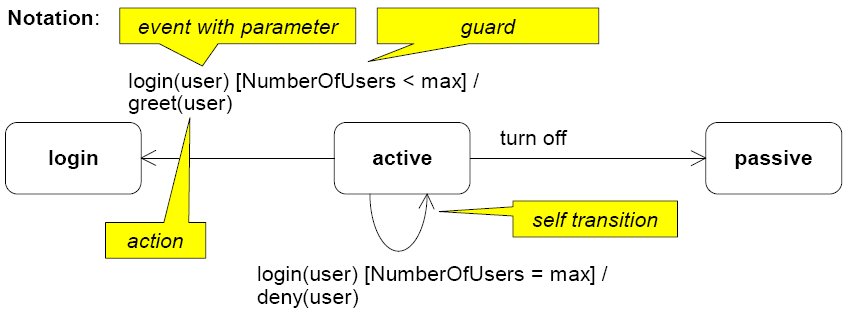 Notation:
event with parameter
guard
login(user) [NumberOfUsers < max] /
greet(user)
login
active
turn off
passive
action
self transition
login(user) [NumberOfUsers = max] /
deny(user)